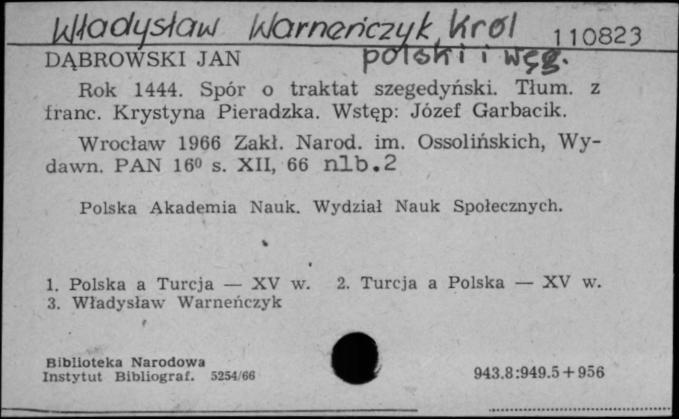 Władysław Warneńczyk, król
polski i węg.
110823
DĄBROWSKI JAN
Rok 1444. Spór o traktat szegedyński. Tłum. z
franc. Krystyna Pieradzka. Wstęp: Józef Garbacik.
Wrocław 1966 Zakł. Narod. im. Ossolińskich, Wy-
dawn. PAN 16⁰ s. XII, 66 nlb.2
Polska Akademia Nauk. Wydział Nauk Społecznych.
1. Polska a Turcja — XV w. 2. Turcja a Polska — XV w.
3. Władysław Warneńczyk
Biblioteka Narodowa
Instytut Bibliograf. 5254/66
943.8:949.5+956